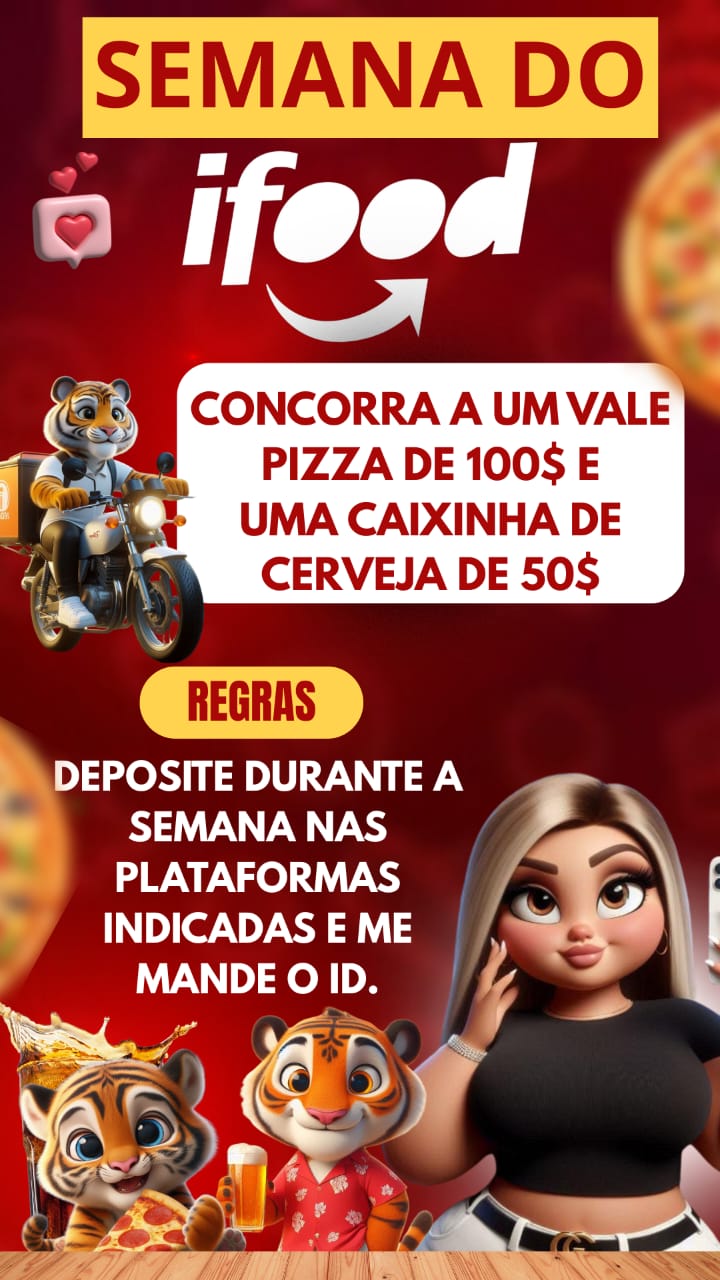 SEMANA DO
ifood
CONCORRA A UM VALE
PIZZA DE 100$ E
UMA CAIXINHA DE
CERVEJA DE 50$
REGRAS
DEPOSITE DURANTE A
SEMANA NAS
PLATAFORMAS
INDICADAS E ME
MANDE O ID.